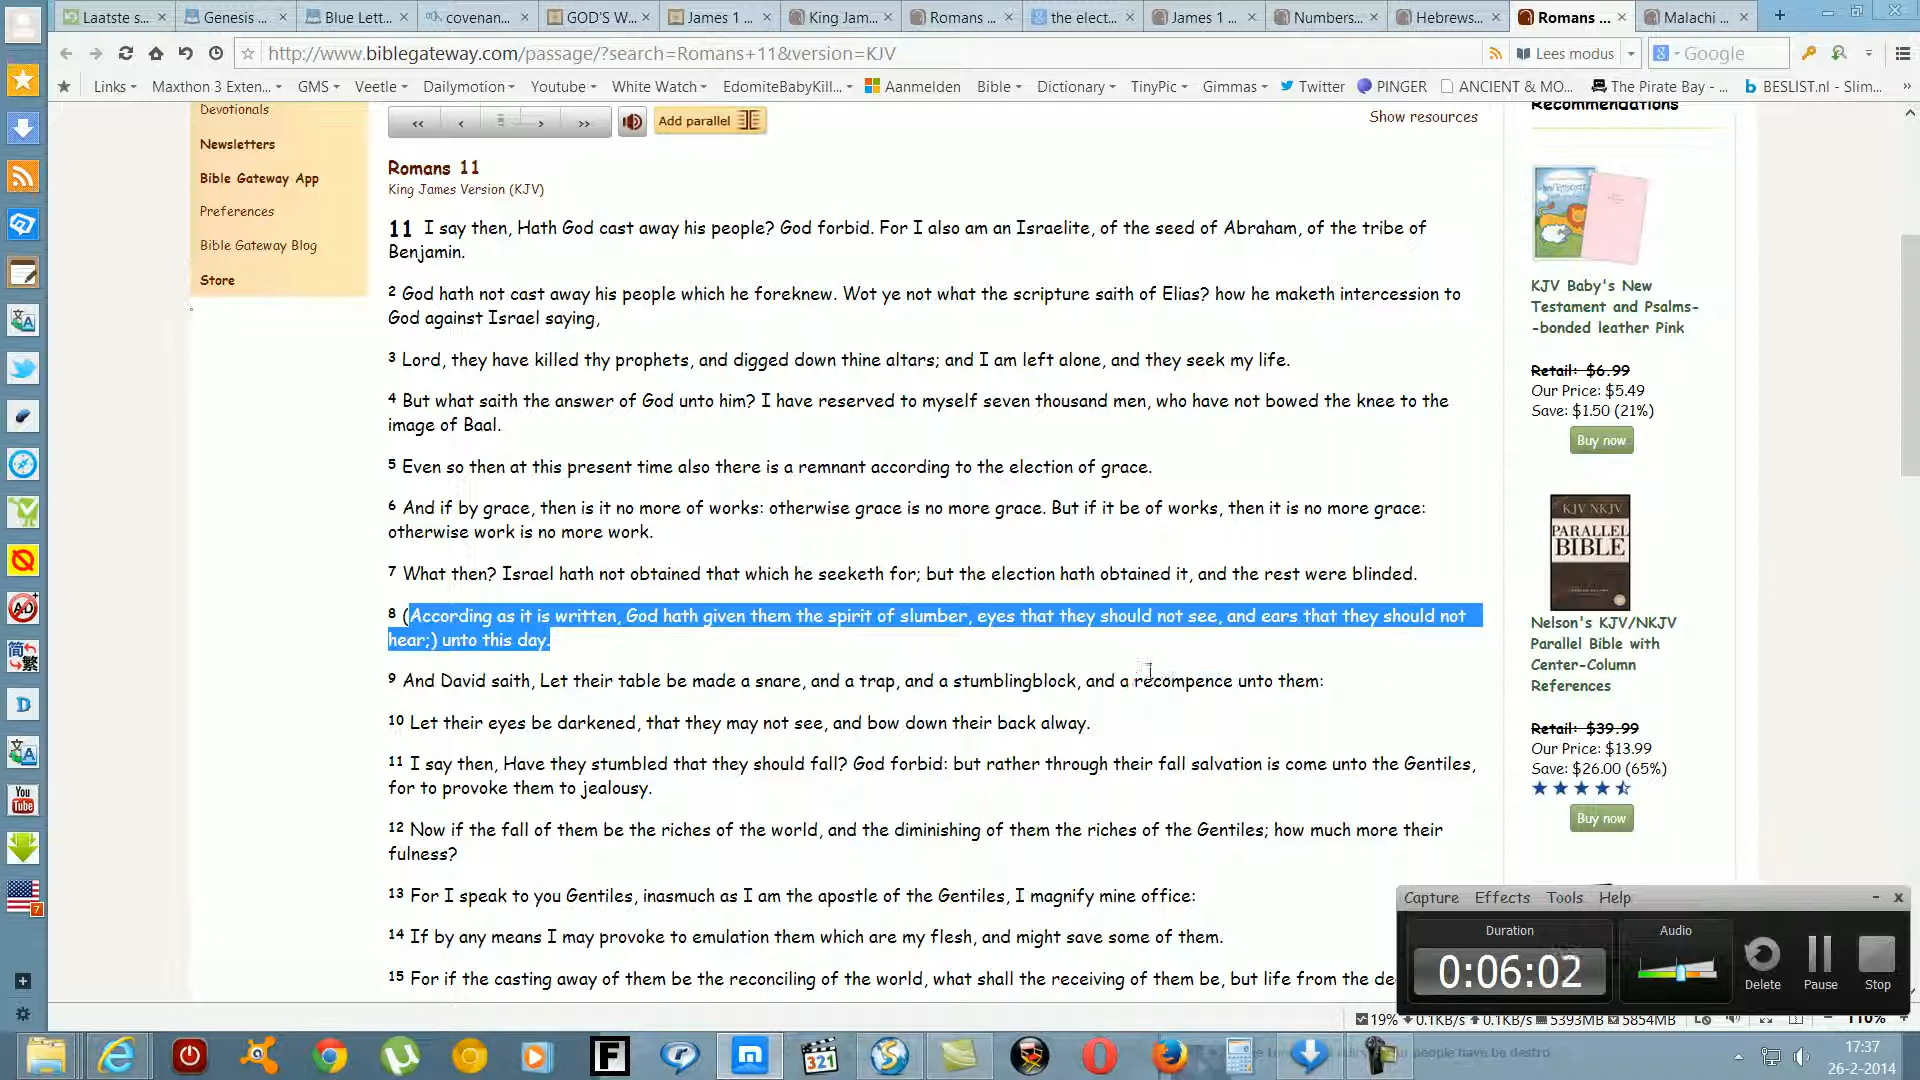 Laatste s...
Genesis ...
Blue Lett...
covenan...
GOD'S W...
James 1 ...
King Jam...
Romans ...
the elect...
James 1 ...
Numbers...
Hebrews...
Romans ...
Malachi ...
http://www.biblegateway.com/passage/?search=Romans+11&version=KJV
Lees modus
Google
Links
Maxthon 3 Exten...
GMS
Veetle
Dailymotion
Youtube
White Watch
EdomiteBabyKill...
Aanmelden
Bible
Dictionary
TinyPic
Gimmas
Twitter
PINGER
ANCIENT & MO...
The Pirate Bay - ...
BESLIST.nl - Slim...
Devotionals
Newsletters
Bible Gateway App
Preferences
Bible Gateway Blog
Store
Add parallel
Show resources
Romans 11
King James Version (KJV)
11 I say then, Hath God cast away his people? God forbid. For I also am an Israelite, of the seed of Abraham, of the tribe of
Benjamin.
2 God hath not cast away his people which he foreknew. Wot ye not what the scripture saith of Elias? how he maketh intercession to
God against Israel saying,
3 Lord, they have killed thy prophets, and digged down thine altars; and I am left alone, and they seek my life.
4 But what saith the answer of God unto him? I have reserved to myself seven thousand men, who have not bowed the knee to the
image of Baal.
5 Even so then at this present time also there is a remnant according to the election of grace.
6 And if by grace, then is it no more of works: otherwise grace is no more grace. But if it be of works, then it is no more grace:
otherwise work is no more work.
7 What then? Israel hath not obtained that which he seeketh for; but the election hath obtained it, and the rest were blinded.
8 (According as it is written, God hath given them the spirit of slumber, eyes that they should not see, and ears that they should not
hear;) unto this day.
9 And David saith, Let their table be made a snare, and a trap, and a stumblingblock, and a recompence unto them:
10 Let their eyes be darkened, that they may not see, and bow down their back alway.
11 I say then, Have they stumbled that they should fall? God forbid: but rather through their fall salvation is come unto the Gentiles,
for to provoke them to jealousy.
12 Now if the fall of them be the riches of the world, and the diminishing of them the riches of the Gentiles; how much more their
fulness?
13 For I speak to you Gentiles, inasmuch as I am the apostle of the Gentiles, I magnify mine office:
14 If by any means I may provoke to emulation them which are my flesh, and might save some of them.
15 For if the casting away of them be the reconciling of the world, what shall the receiving of them be, but life from the de
Recommendations
KJV Baby's New
Testament and Psalms-
-bonded leather Pink
Retail: $6.99
Our Price: $5.49
Save: $1.50 (21%)
Buy now
KJV NKJV
PARALLEL
BIBLE
Nelson's KJV/NKJV
Parallel Bible with
Center-Column
References
Retail: $39.99
Our Price: $13.99
Save: $26.00 (65%)
Buy now
Capture
Effects
Tools
Help
Duration
Audio
0:06:02
Delete
Pause
Stop
19%
0.1KB/s
0.1KB/s
5393MB
5854MB
110%
AD
简
繁
D
You
Tube
7
F
321
people have be destro
17:37
26-2-2014